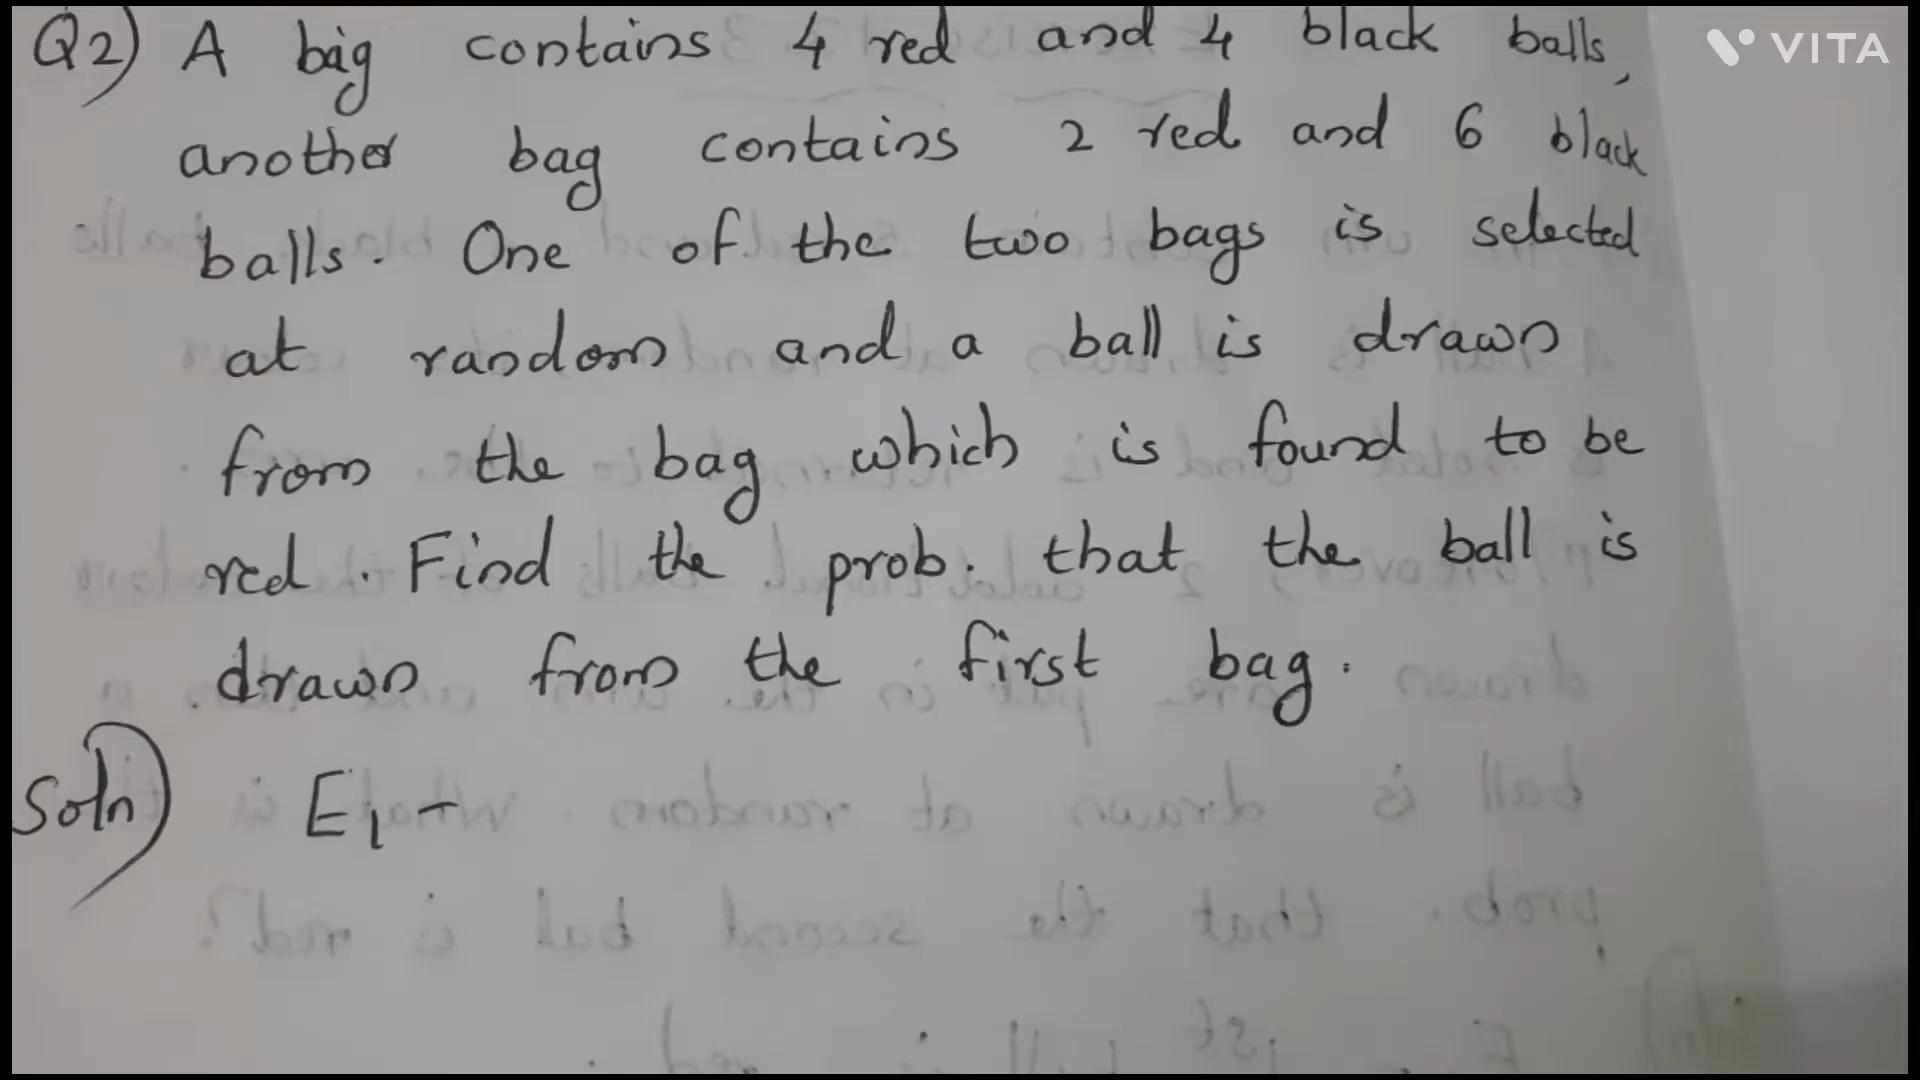 Q2) A bag contains 4 red and 4 black balls,
another bag contains 2 red and 6 black
balls. One of the two bags is selected
at random and a ball is drawn
from the bag which is found to be
red. Find the prob. that the ball is
drawn from the first bag.
Soln) E1 -
VITA